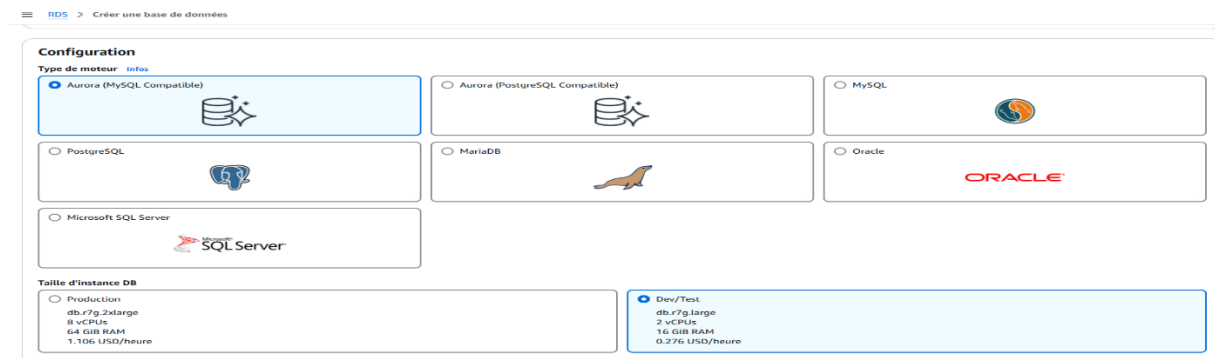 RDS > Créer une base de données
Configuration
Type de moteur Infos
Aurora (MySQL Compatible)
Aurora (PostgreSQL Compatible)
MySQL
PostgreSQL
MariaDB
Oracle
ORACLE
Microsoft SQL Server
Microsoft
SQL Server
Taille d'instance DB
Production
db.r7g.2xlarge
8 vCPUs
64 GiB RAM
1.106 USD/heure
Dev/Test
db.r7g.large
2 vCPUs
16 GiB RAM
0.276 USD/heure